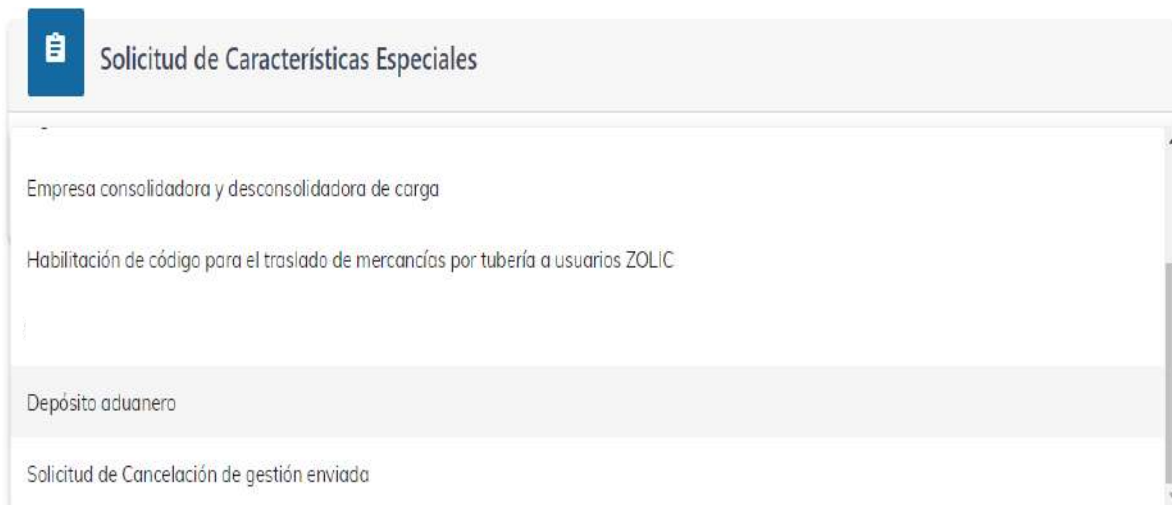 Solicitud de Características Especiales
Empresa consolidadora y desconsolidadora de carga
Habilitación de código para el traslado de mercancías por tubería a usuarios ZOLIC
Depósito aduanero
Solicitud de Cancelación de gestión enviada